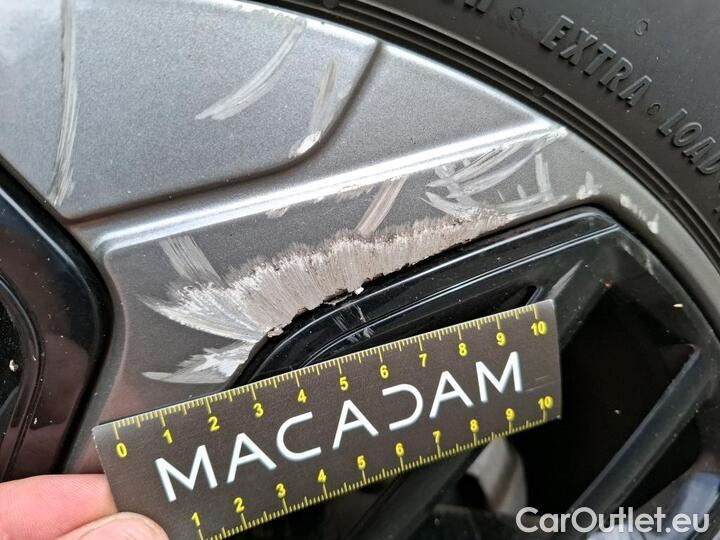 EXTRA • LOAD
0 1 2 3 4 5 6 7 8 9 10
MACADAM
1 2 3 4 5 6 7 8 9 10
CarOutlet.eu